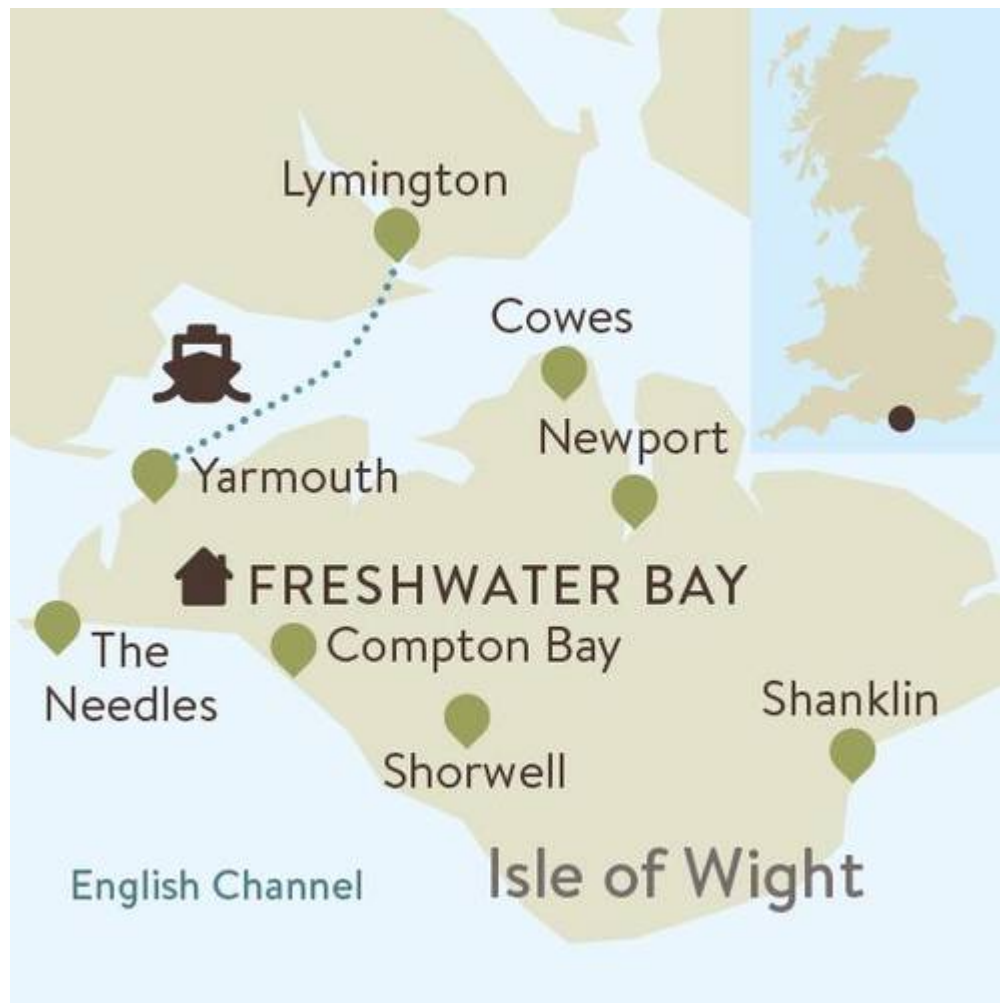 Lymington
Cowes
Newport
Yarmouth
FRESHWATER BAY
The
Needles
Compton Bay
Shanklin
Shorwell
Isle of Wight
English Channel